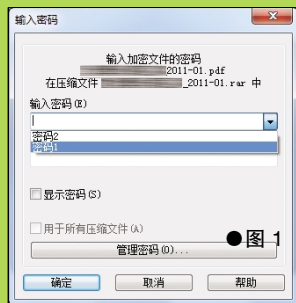 输入密码
输入加密文件的密码
2011-01.pdf
在压缩文件 _2011-01.rar 中
输入密码(E)
密码2
密码1
显示密码(S)
用于所有压缩文件(A)
●图 1
管理密码(O)...
确定 取消 帮助